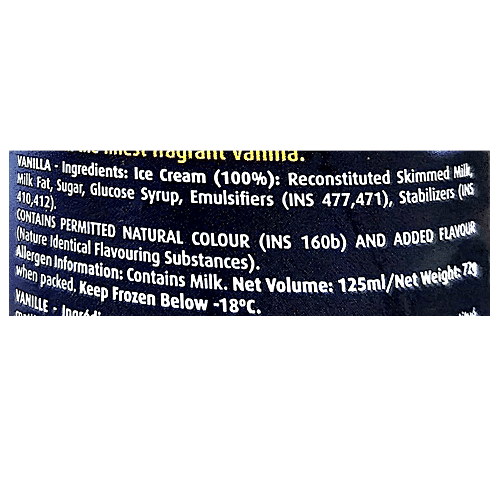 finest fragrant vanilla.
VANILLA - Ingredients: Ice Cream (100%): Reconstituted Skimmed Milk,
Milk Fat, Sugar, Glucose Syrup, Emulsifiers (INS 477,471), Stabilizers (INS
410,412).
CONTAINS PERMITTED NATURAL COLOUR (INS 160b) AND ADDED FLAVOUR
(Nature Identical Flavouring Substances).
Allergen Information: Contains Milk. Net Volume: 125ml/Net Weight: 72g
when packed, Keep Frozen Below -18°C.
VANILLE -